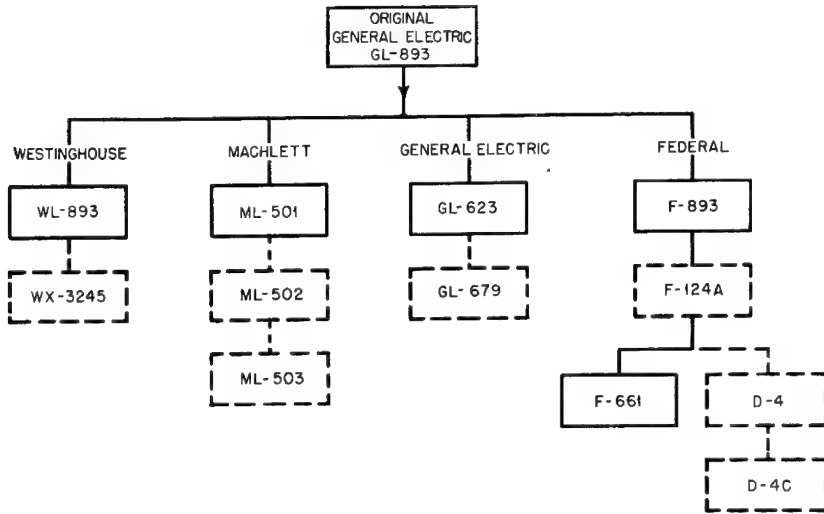 ORIGINAL
GENERAL ELECTRIC
GL-893
WESTINGHOUSE
MACHLETT
GENERAL ELECTRIC
FEDERAL
WL-893
ML-501
GL-623
F-893
WX-3245
ML-502
GL-679
F-124A
ML-503
F-661
D-4
D-4C